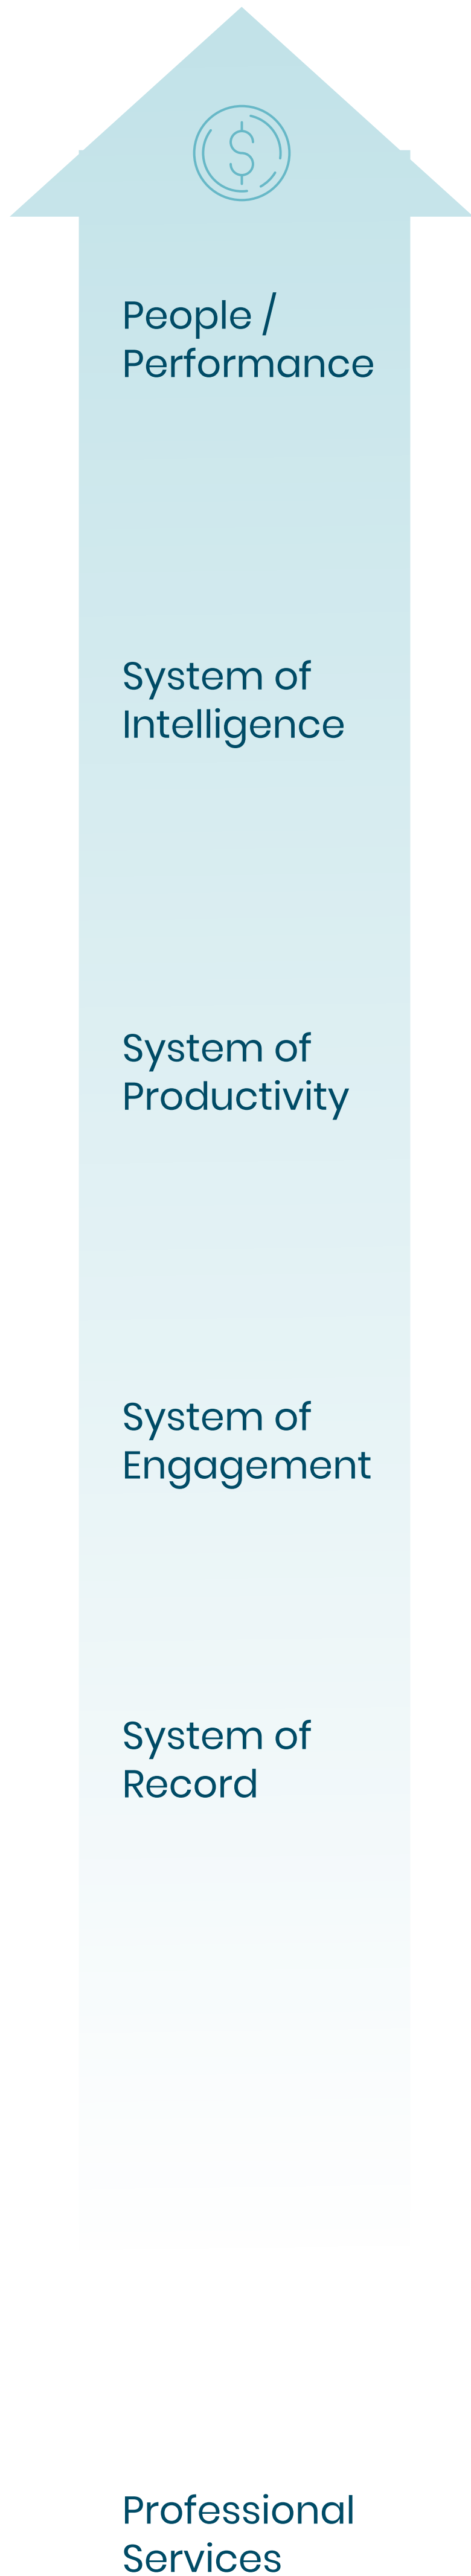 $
People /
Performance
System of
Intelligence
System of
Productivity
System of
Engagement
System of
Record
Professional
Services